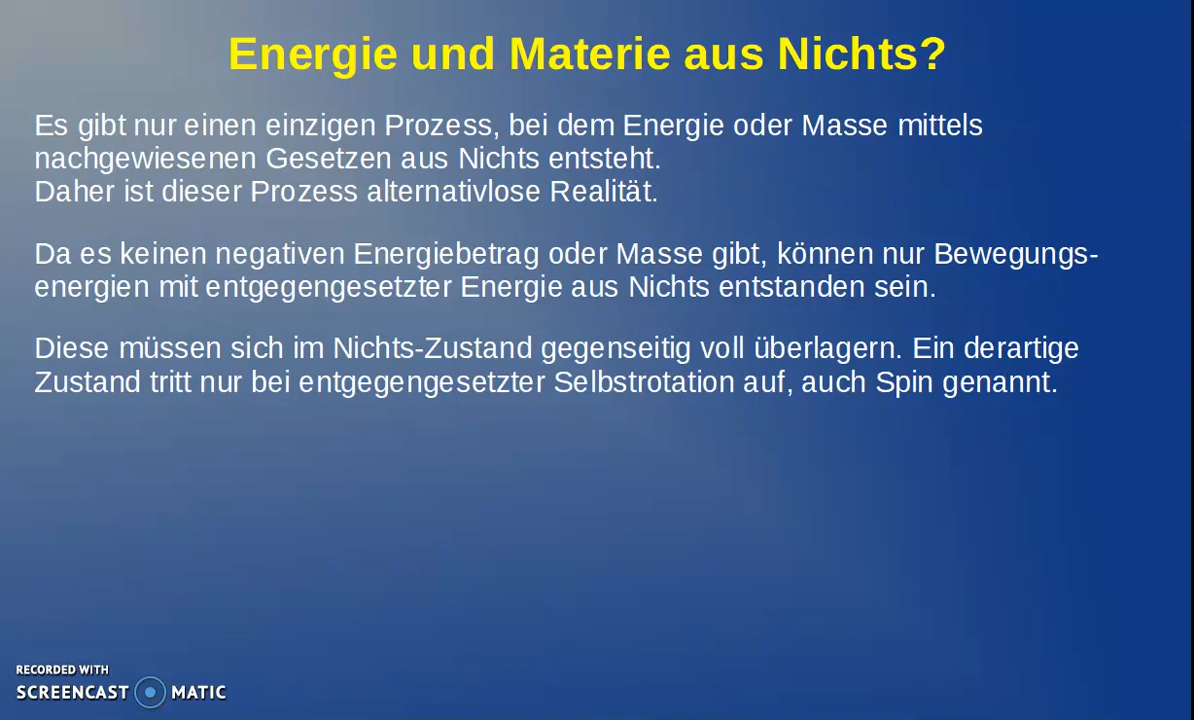 Energie und Materie aus Nichts?
Es gibt nur einen einzigen Prozess, bei dem Energie oder Masse mittels
nachgewiesenen Gesetzen aus Nichts entsteht.
Daher ist dieser Prozess alternativlose Realität.
Da es keinen negativen Energiebetrag oder Masse gibt, können nur Bewegungs-
energien mit entgegengesetzter Energie aus Nichts entstanden sein.
Diese müssen sich im Nichts-Zustand gegenseitig voll überlagern. Ein derartige
Zustand tritt nur bei entgegengesetzter Selbstrotation auf, auch Spin genannt.
RECORDED WITH
SCREENCAST MATIC